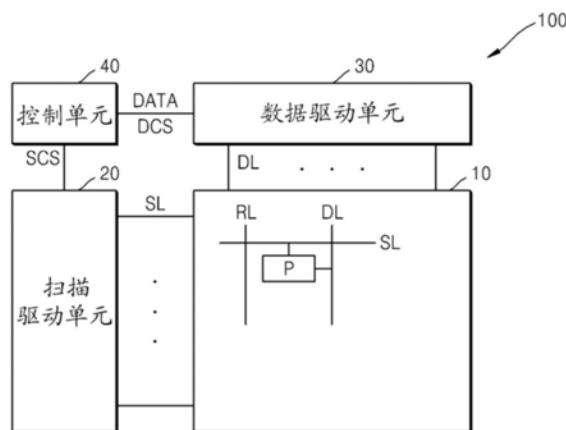 100
40
30
控制单元
DATA
DCS
数据驱动单元
SCS
20
DL
. . .
10
SL
RL
DL
SL
P
扫描
驱动单元